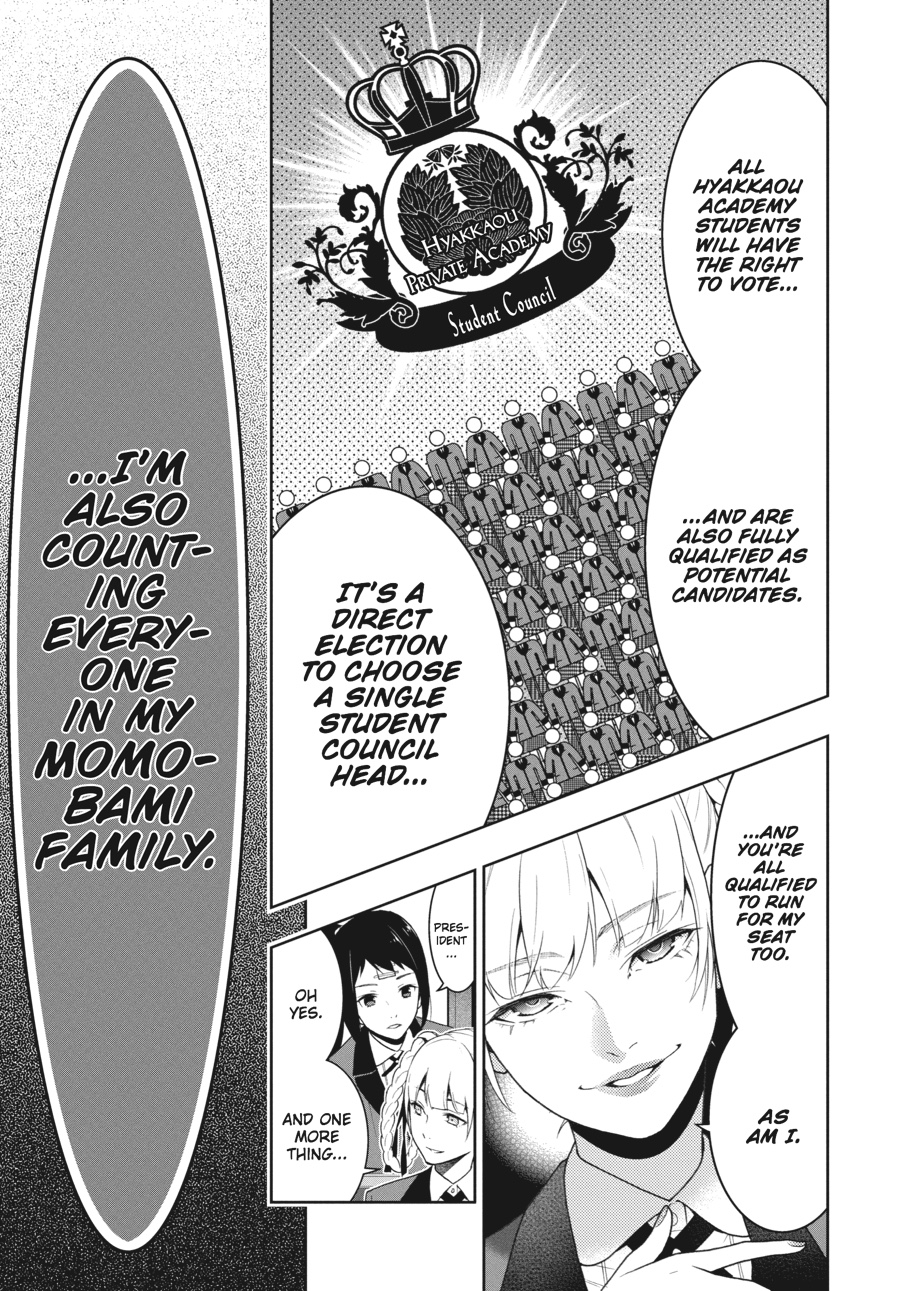 ALL
HYAKKAOU
ACADEMY
STUDENTS
WILL HAVE
THE RIGHT
TO VOTE...
HYAKKAOU
PRIVATE ACADEMY
Student Council
...AND ARE
ALSO FULLY
QUALIFIED AS
POTENTIAL
CANDIDATES.
IT'S A
DIRECT
ELECTION
TO CHOOSE
A SINGLE
STUDENT
COUNCIL
HEAD...
...AND
YOU'RE
ALL
QUALIFIED
TO RUN
FOR MY
SEAT
TOO.
AS
AM I.
PRES-
IDENT
...
OH
YES.
AND ONE
MORE
THING...
...I'M
ALSO
COUNT-
ING
EVERY-
ONE
IN MY
MOMO-
BAMI
FAMILY.